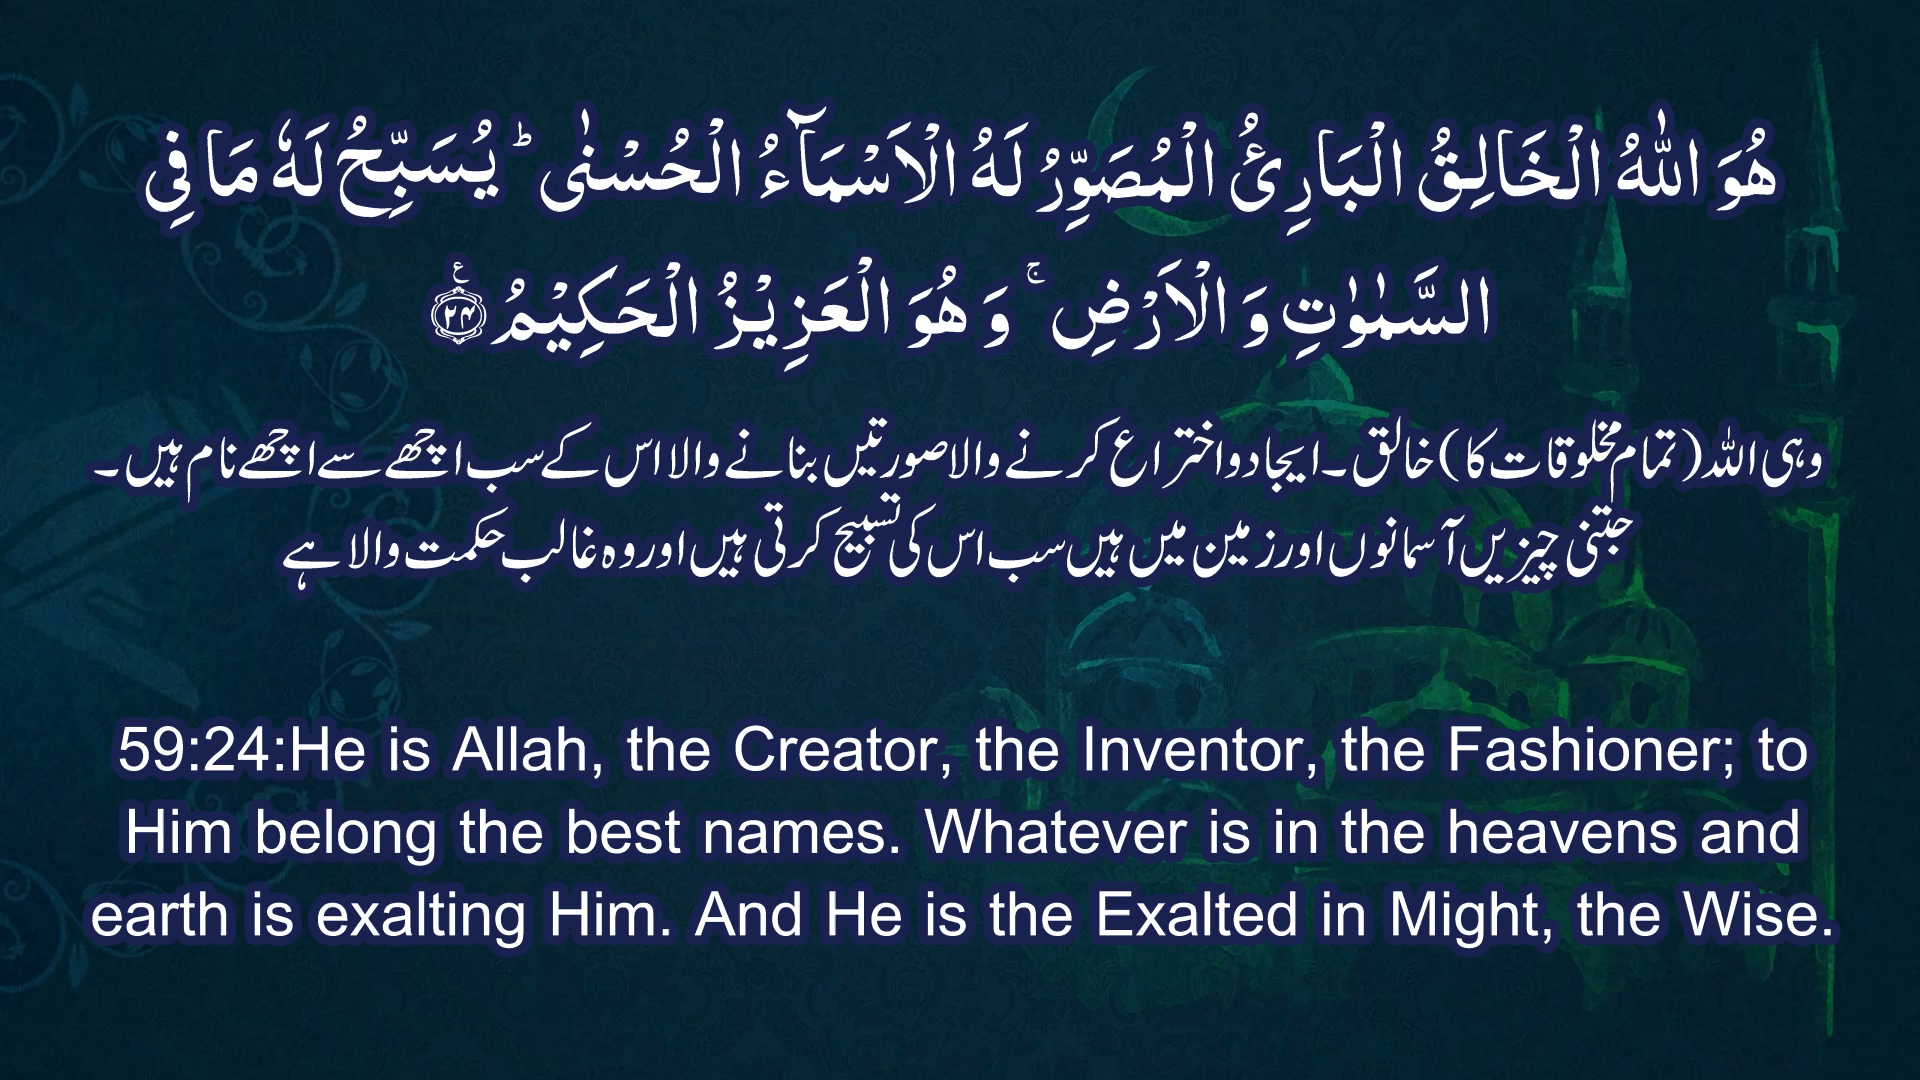 هُوَ اللّٰهُ الْخَالِقُ الْبَارِئُ الْمُصَوِّرُ لَهُ الْاَسْمَآءُ الْحُسْنٰى ؕ يُسَبِّحُ لَهٗ مَا فِي
السَّمٰوٰتِ وَ الْاَرْضِ ۚ وَ هُوَ الْعَزِيْزُ الْحَكِيْمُ ۧ۲۴
وہی اللہ (تمام مخلوقات کا) خالق۔ ایجاد و اختراع کرنے والا صورتیں بنانے والا اس کے سب اچھے سے اچھے نام ہیں۔
جتنی چیزیں آسمانوں اور زمین میں ہیں سب اس کی تسبیح کرتی ہیں اور وہ غالب حکمت والا ہے
59:24:He is Allah, the Creator, the Inventor, the Fashioner; to
Him belong the best names. Whatever is in the heavens and
earth is exalting Him. And He is the Exalted in Might, the Wise.